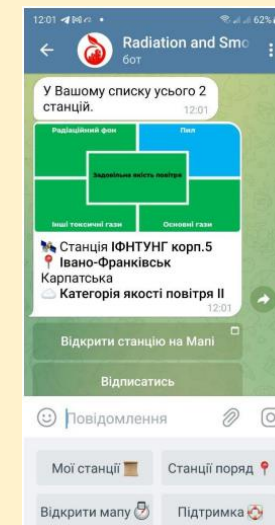 12:01
62%
Radiation and Smo
бот
У Вашому списку усього 2
станцій.
12:01
Радіаційний фон
Пил
Задовільна якість повітря
Інші токсичні гази
Основні гази
🛰 Станція ІФНТУНГ корп.5
📍 Івано-Франківськ
Карпатська
☁️ Категорія якості повітря II
12:01
Відкрити станцію на Мапі
Відписатись
Повідомлення
Мої станції
Станції поряд 📍
Відкрити мапу
Підтримка